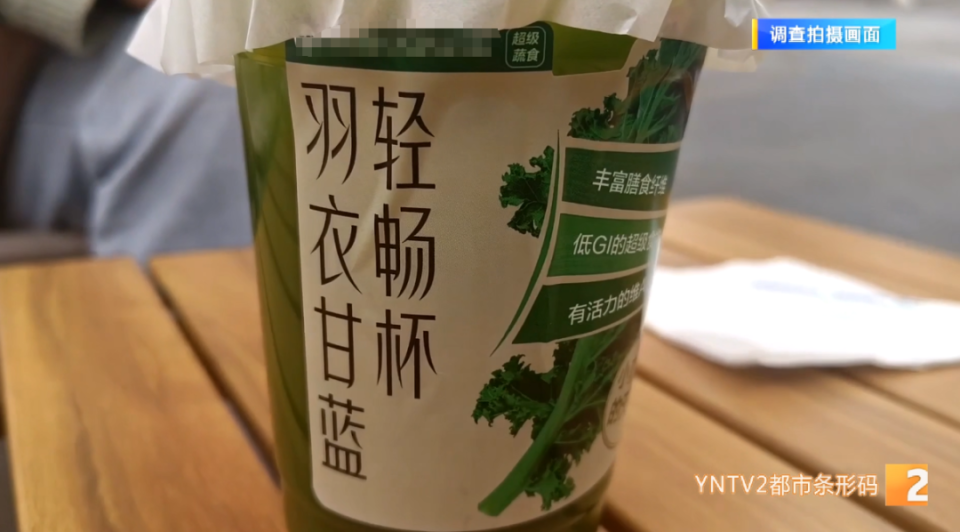 调查拍摄画面
超级
蔬食
轻畅杯
羽衣甘蓝
丰富膳食纤维
低GI的超级
有活力的维
YNTV2都市条形码
2